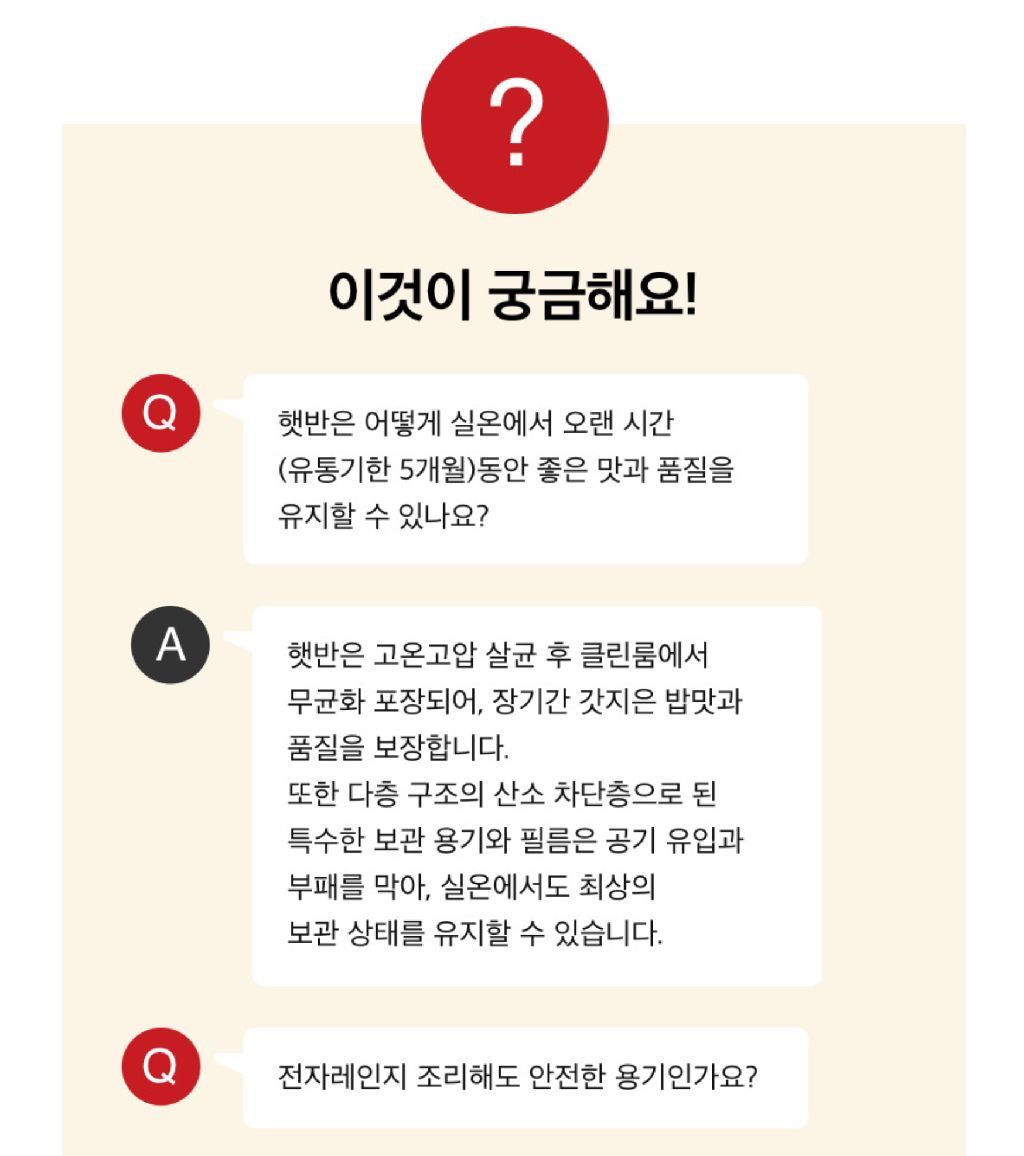 ?
이것이 궁금해요!
Q
햇반은 어떻게 실온에서 오랜 시간
(유통기한 5개월)동안 좋은 맛과 품질을
유지할 수 있나요?
A
햇반은 고온고압 살균 후 클린룸에서
무균화 포장되어, 장기간 갓지은 밥맛과
품질을 보장합니다.
또한 다층 구조의 산소 차단층으로 된
특수한 보관 용기와 필름은 공기 유입과
부패를 막아, 실온에서도 최상의
보관 상태를 유지할 수 있습니다.
Q
전자레인지 조리해도 안전한 용기인가요?